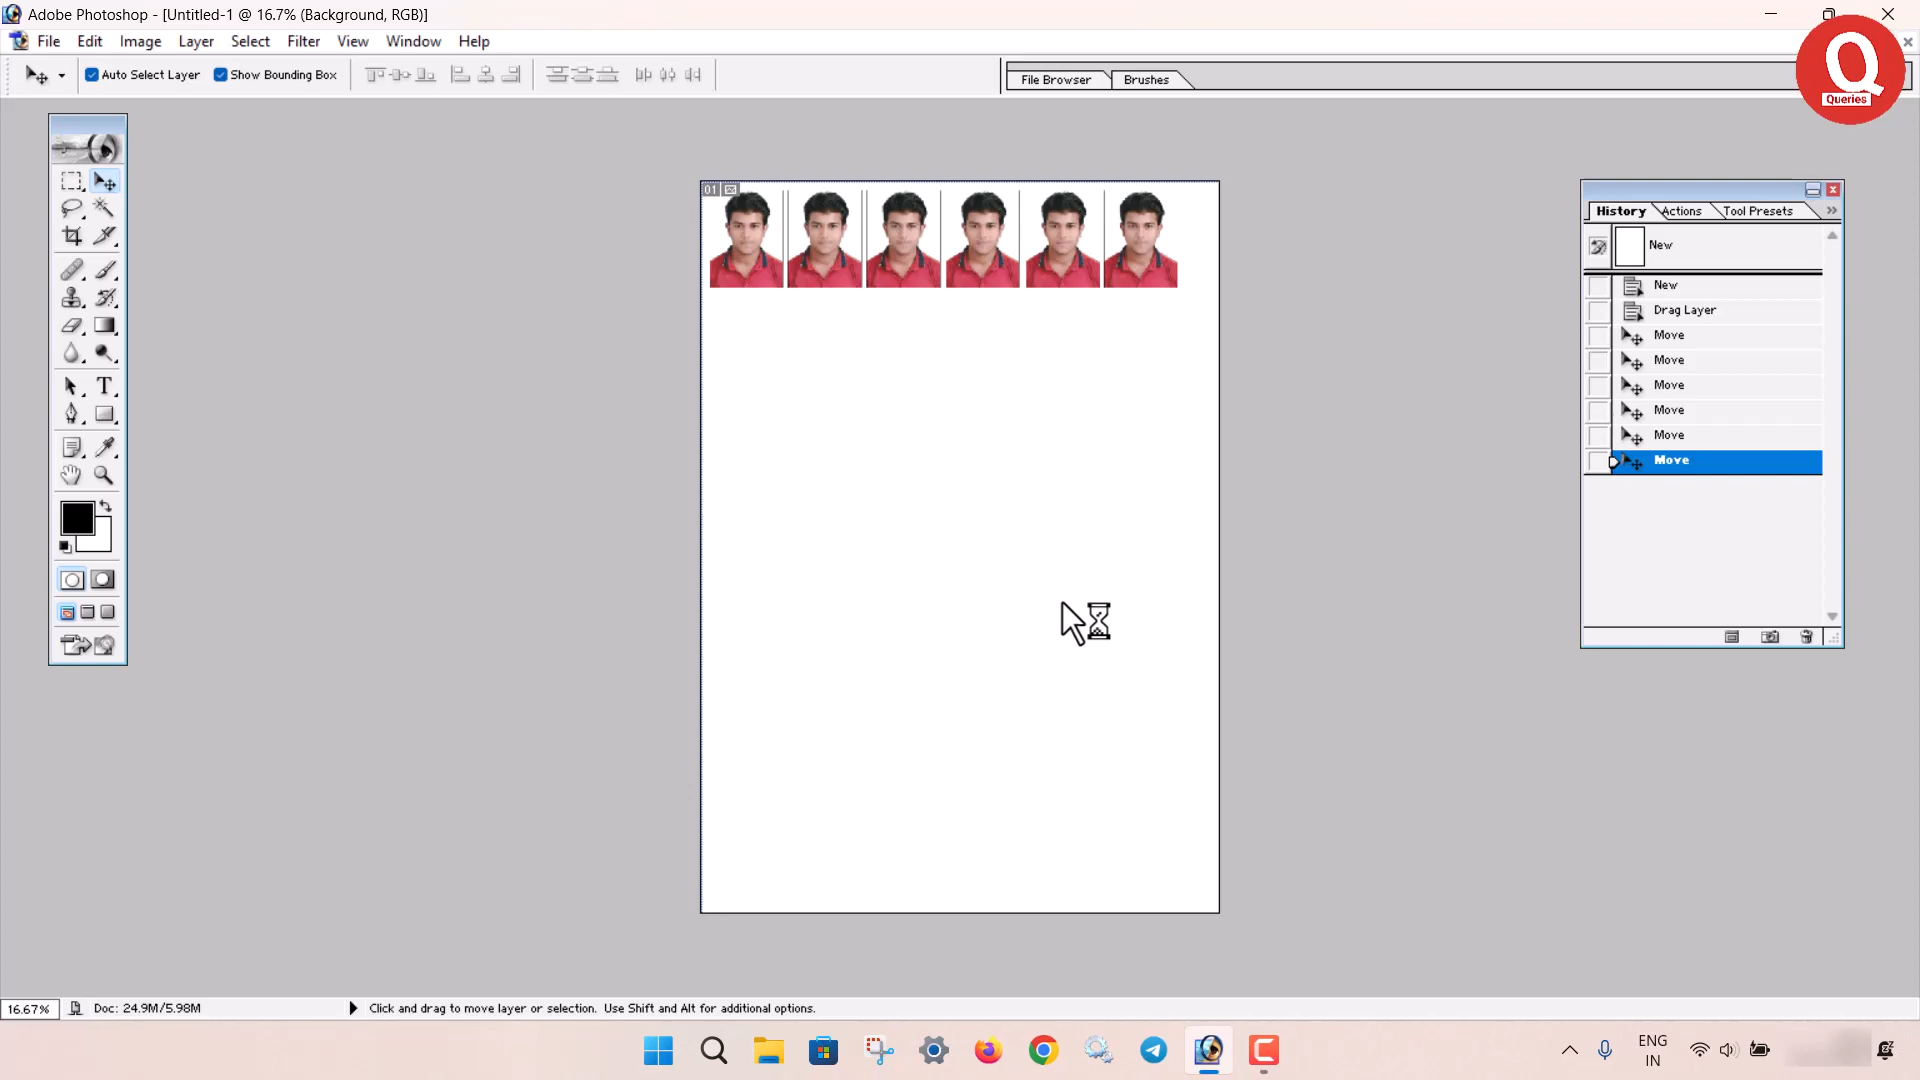 Adobe Photoshop - [Untitled-1 @ 16.7% (Background, RGB)]
File Edit Image Layer Select Filter View Window Help
Auto Select Layer Show Bounding Box
File Browser Brushes
Q
Queries
01
History Actions Tool Presets
New
New
Drag Layer
Move
Move
Move
Move
Move
Move
T
16.67% Doc: 24.9M/5.98M Click and drag to move layer or selection. Use Shift and Alt for additional options.
ENG
IN